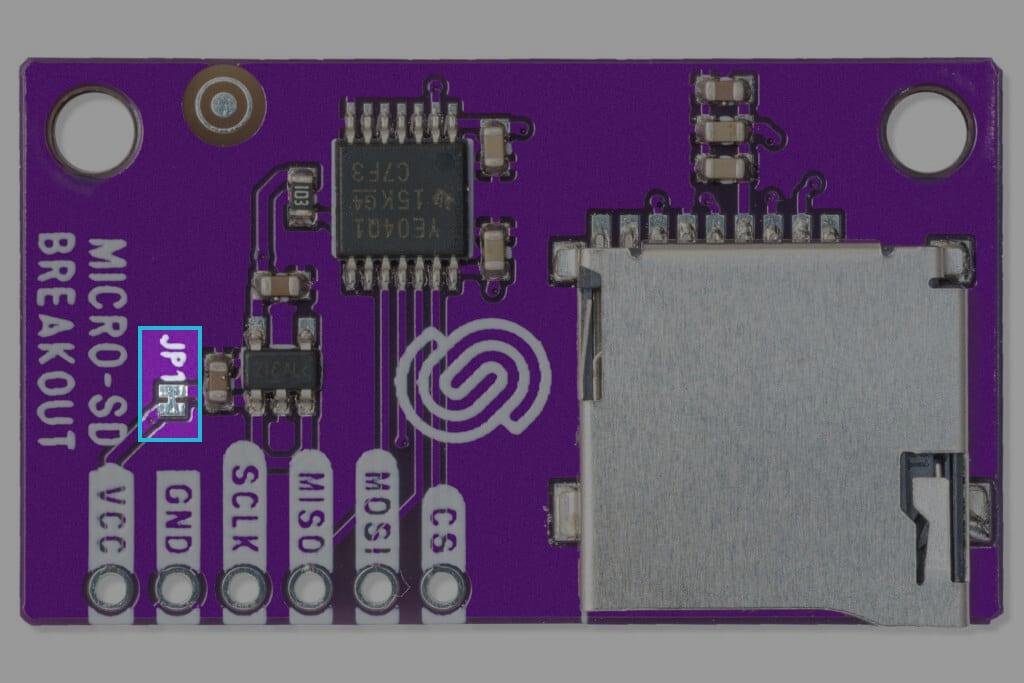 CS
YE04Q1
15KG4
C7F3
MOSI
MISO
103
SCLK
GND
JP1
VCC
MICRO-SD
BREAKOUT